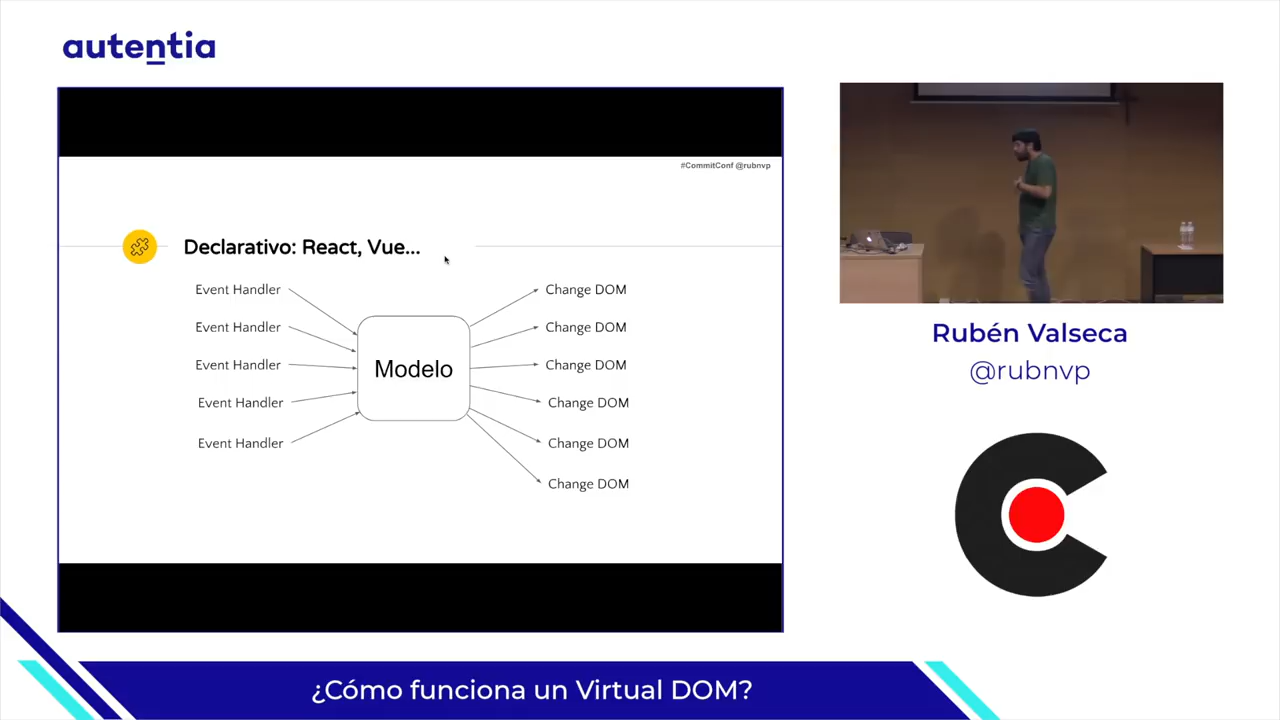 autentia
#CommitConf @rubnvp
Declarativo: React, Vue...
Event Handler
Event Handler
Event Handler
Event Handler
Event Handler
Modelo
Change DOM
Change DOM
Change DOM
Change DOM
Change DOM
Change DOM
Rubén Valseca
@rubnvp
¿Cómo funciona un Virtual DOM?